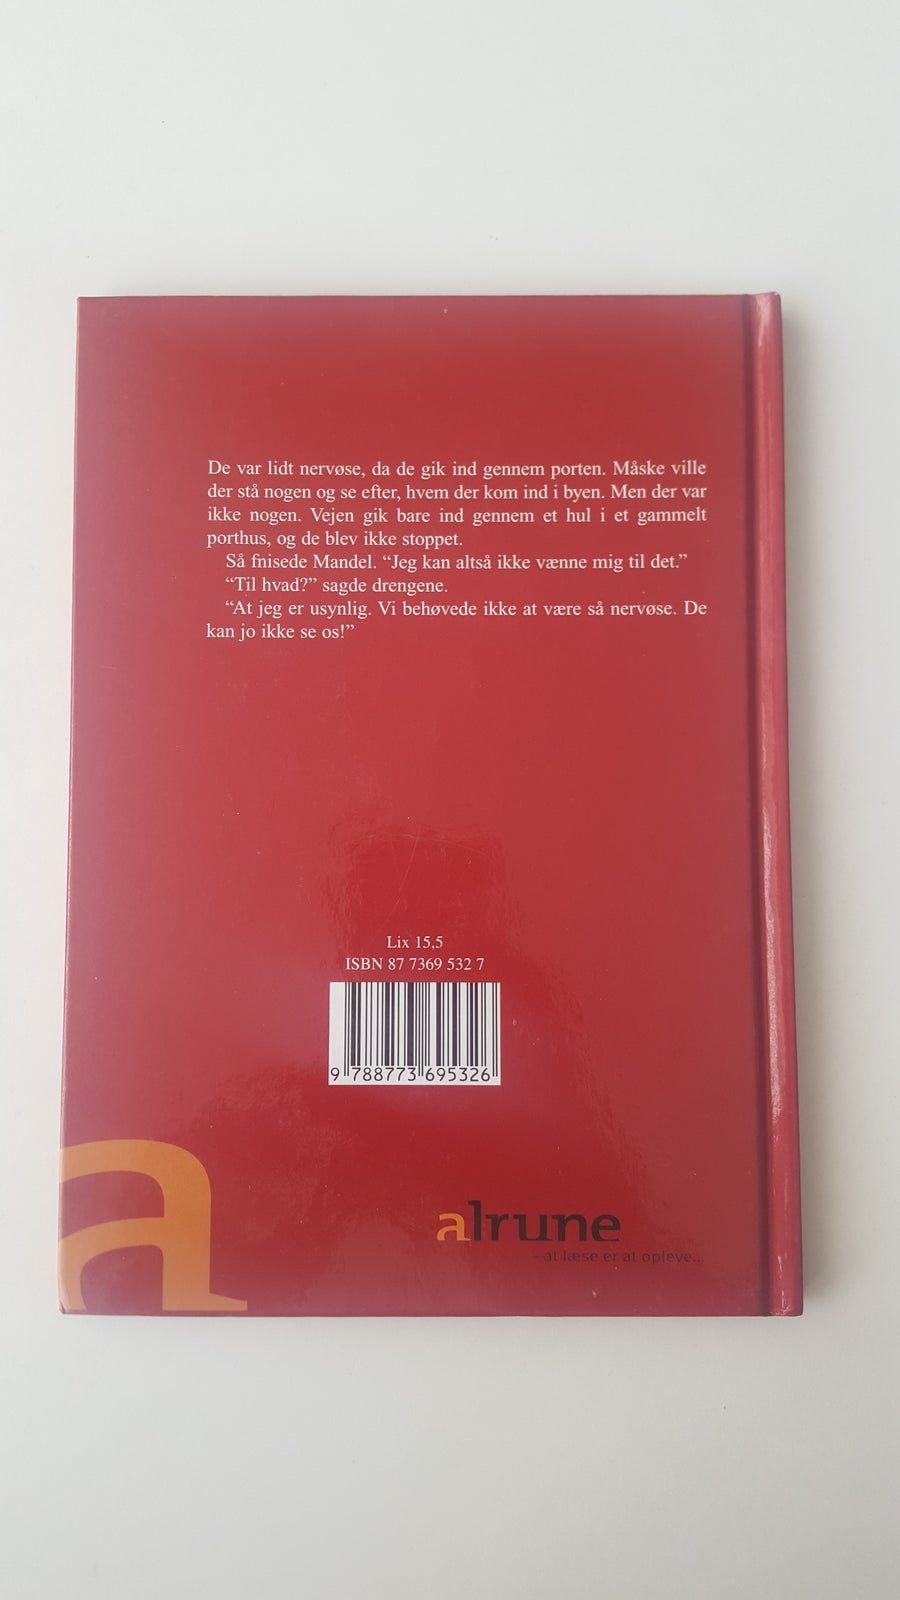 De var lidt nervøse, da de gik ind gennem porten. Måske ville
der stå nogen og se efter, hvem der kom ind i byen. Men der var
ikke nogen. Vejen gik bare ind gennem et hul i et gammelt
porthus, og de blev ikke stoppet.
Så fnisede Mandel. “Jeg kan altså ikke vænne mig til det.”
“Til hvad?” sagde drengene.
“At jeg er usynlig. Vi behøvede ikke at være så nervøse. De
kan jo ikke se os!”
Lix 15,5
ISBN 87 7369 532 7
9 788773 695326
a
alrune
- at læse er at opleve...